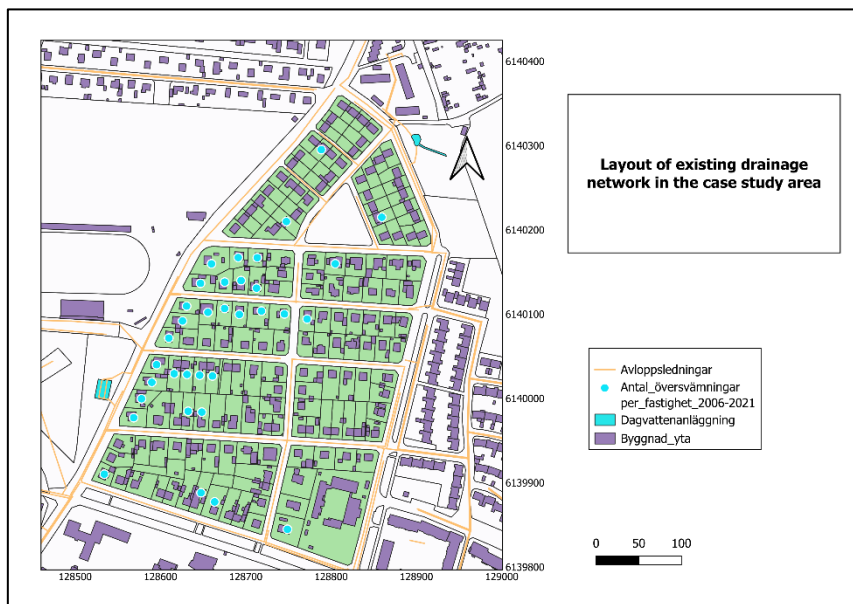 6140400
6140300
6140200
6140100
6140000
6139900
6139800
128500 128600 128700 128800 128900 129000
Layout of existing drainage
network in the case study area
Avloppsledningar
Antal_översvämningar
per_fastighet_2006-2021
Dagvattenanläggning
Byggnad_yta
0 50 100